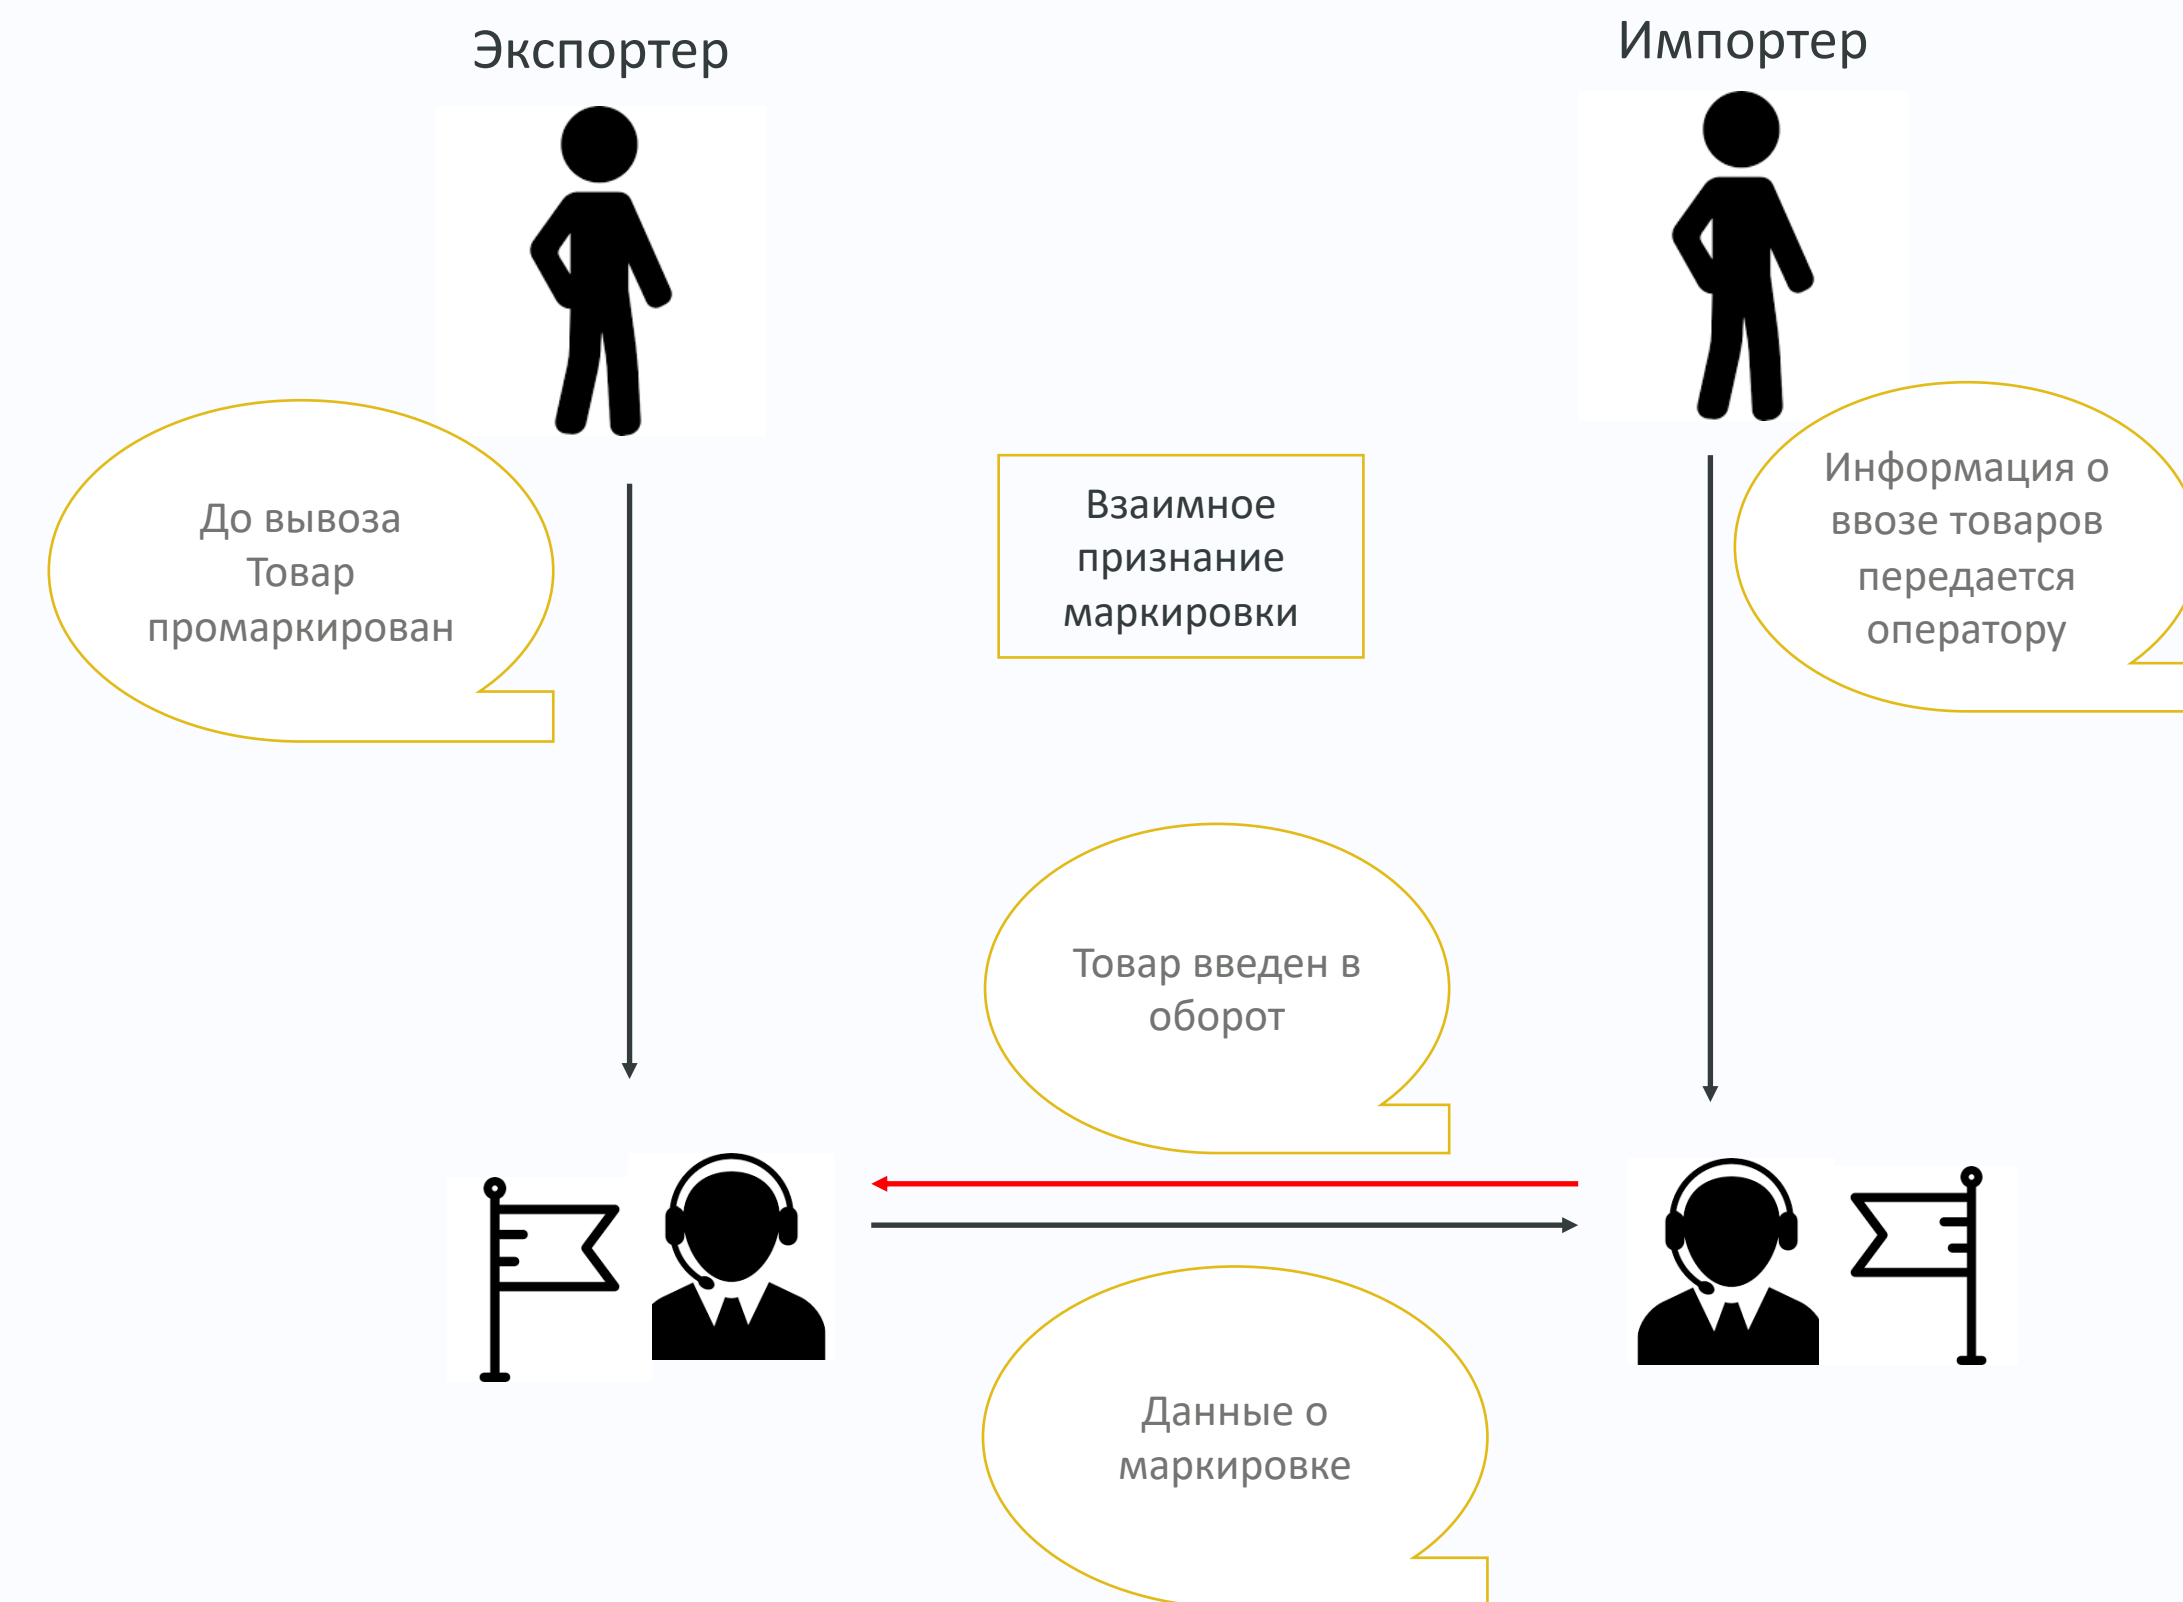 Экспортер
Импортер
До вывоза
Товар
промаркирован
Взаимное
признание
маркировки
Информация о
ввозе товаров
передается
оператору
Товар введен в
оборот
Данные о
маркировке